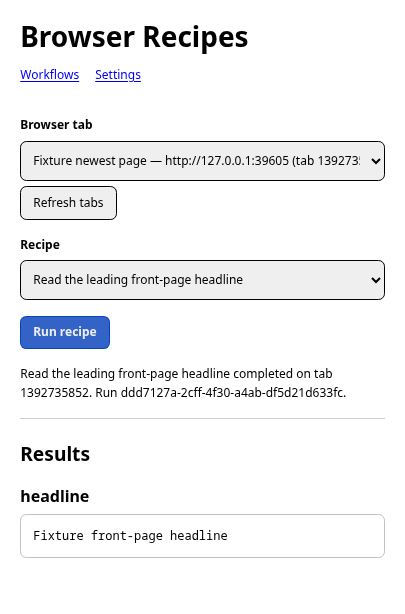 Browser Recipes
Workflows Settings
Browser tab
Fixture newest page — http://127.0.0.1:39605 (tab 139273
Refresh tabs
Recipe
Read the leading front-page headline
Run recipe
Read the leading front-page headline completed on tab
1392735852. Run ddd7127a-2cff-4f30-a4ab-df5d21d633fc.
Results
headline
Fixture front-page headline